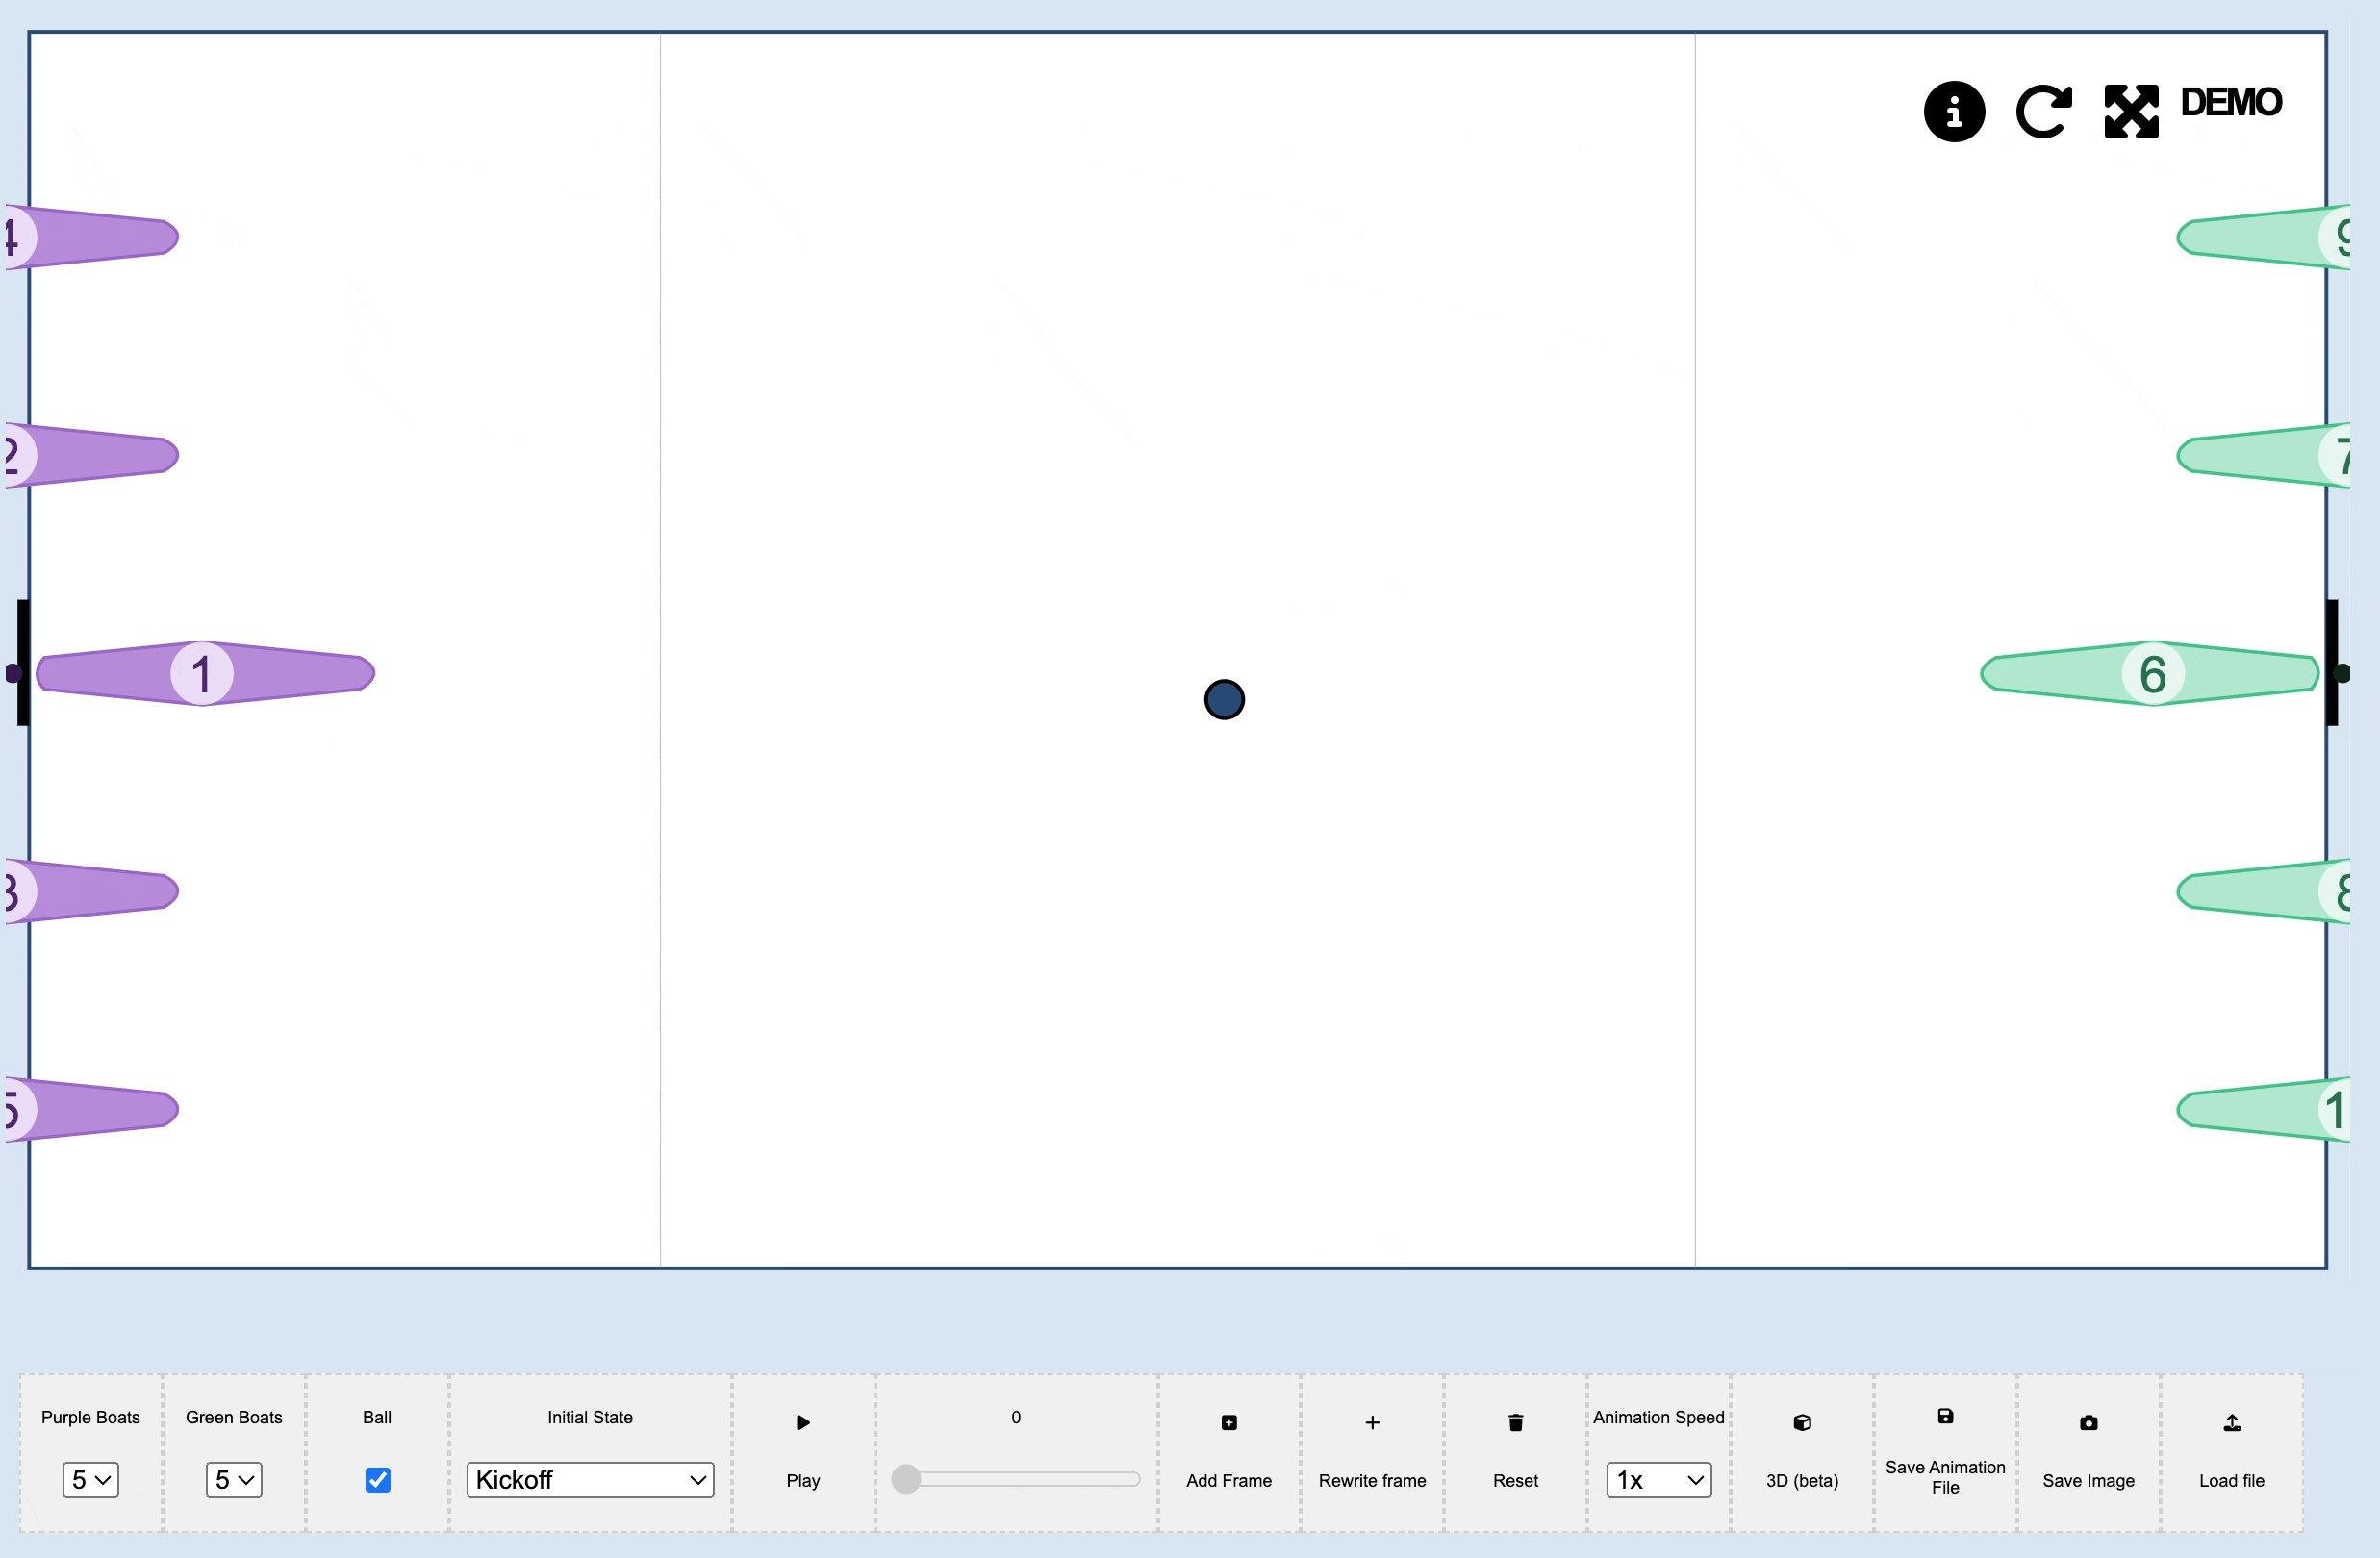 DEMO
4
9
2
7
1
6
3
8
5
1
Purple Boats
Green Boats
Ball
Initial State
0
Animation Speed
5
5
Kickoff
Play
Add Frame
Rewrite frame
Reset
1x
3D (beta)
Save Animation
File
Save Image
Load file